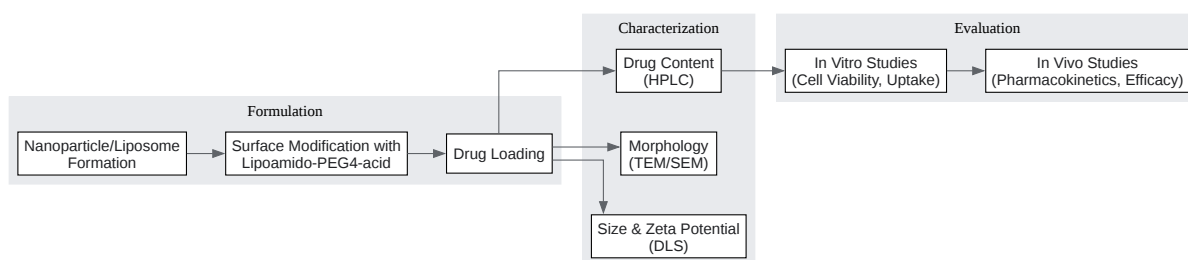 Formulation
Nanoparticle/Liposome
Formation
Surface Modification with
Lipoamido-PEG4-acid
Drug Loading
Characterization
Drug Content
(HPLC)
Morphology
(TEM/SEM)
Size & Zeta Potential
(DLS)
Evaluation
In Vitro Studies
(Cell Viability, Uptake)
In Vivo Studies
(Pharmacokinetics, Efficacy)